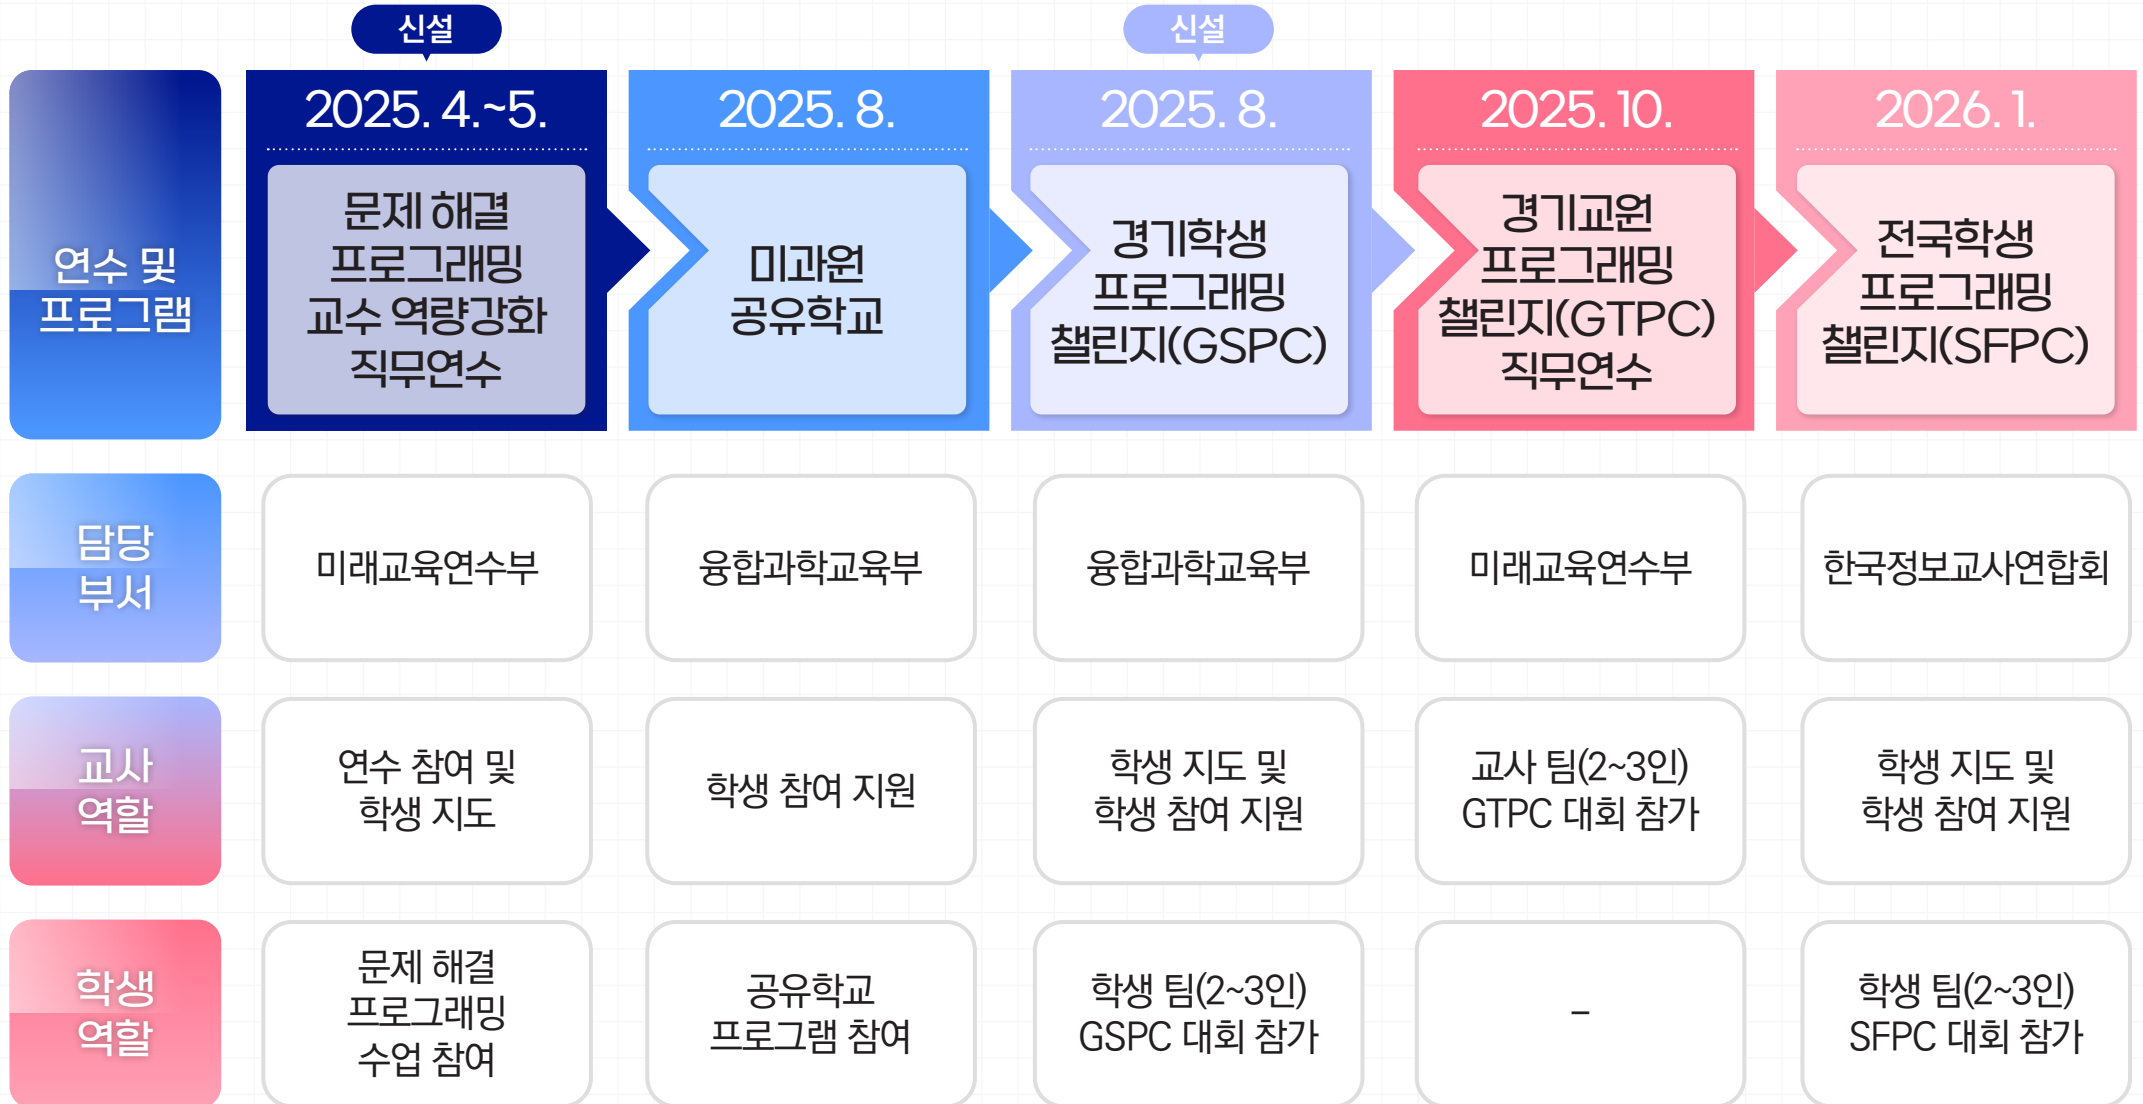 신설
신설
연수 및
프로그램
2025. 4.~5.
문제 해결
프로그래밍
교수 역량강화
직무연수
2025. 8.
미과원
공유학교
2025. 8.
경기학생
프로그래밍
챌린지(GSPC)
2025. 10.
경기교원
프로그래밍
챌린지(GTPC)
직무연수
2026. 1.
전국학생
프로그래밍
챌린지(SFPC)
담당
부서
미래교육연수부
융합과학교육부
융합과학교육부
미래교육연수부
한국정보교사연합회
교사
역할
연수 참여 및
학생 지도
학생 참여 지원
학생 지도 및
학생 참여 지원
교사 팀(2~3인)
GTPC 대회 참가
학생 지도 및
학생 참여 지원
학생
역할
문제 해결
프로그래밍
수업 참여
공유학교
프로그램 참여
학생 팀(2~3인)
GSPC 대회 참가
–
학생 팀(2~3인)
SFPC 대회 참가